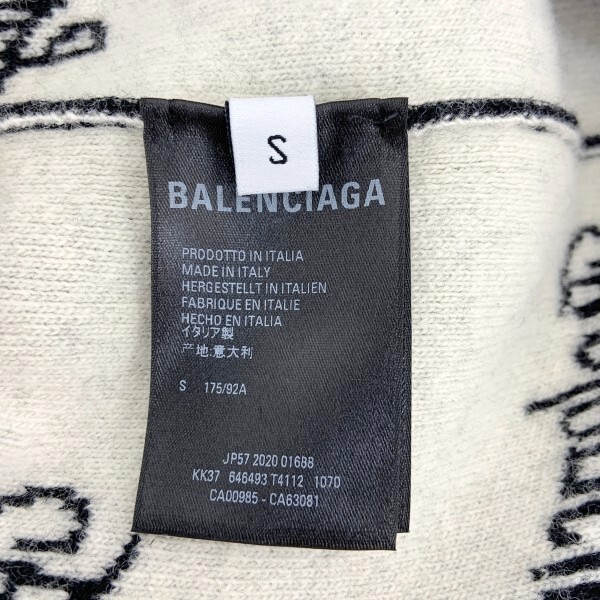 S
BALENCIAGA
PRODOTTO IN ITALIA
MADE IN ITALY
HERGESTELLT IN ITALIEN
FABRIQUE EN ITALIE
HECHO EN ITALIA
イタリア製
产地:意大利
S 175/92A
JP57 2020 01688
KK37 646493 T4112 1070
CA00985 - CA63081